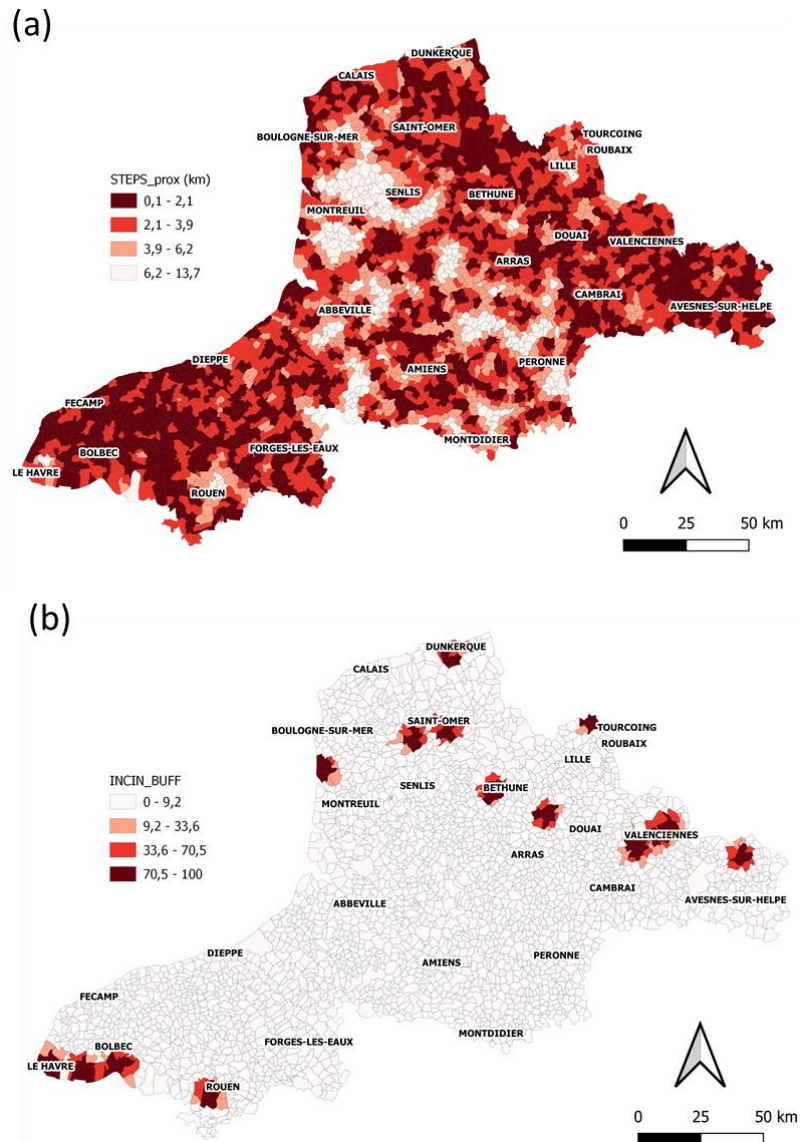 (a)
DUNKERQUE
CALAIS
SAINT-OMER
BOULOGNE-SUR-MER
TOURCOING
ROUBAIX
LILLE
STEPS_prox (km)
0,1 - 2,1
2,1 - 3,9
3,9 - 6,2
6,2 - 13,7
SENLIS
BETHUNE
MONTREUIL
DOUAI
VALENCIENNES
ARRAS
CAMBRAI
AVESNES-SUR-HELPE
ABBEVILLE
DIEPPE
AMIENS
PERONNE
FECAMP
BOLBEC
FORGES-LES-EAUX
MONTDIDIER
LE HAVRE
ROUEN
0 25 50 km
(b)
DUNKERQUE
CALAIS
SAINT-OMER
BOULOGNE-SUR-MER
TOURCOING
ROUBAIX
LILLE
INCIN_BUFF
0 - 9,2
9,2 - 33,6
33,6 - 70,5
70,5 - 100
SENLIS
BETHUNE
MONTREUIL
DOUAI
VALENCIENNES
ARRAS
CAMBRAI
AVESNES-SUR-HELPE
ABBEVILLE
DIEPPE
AMIENS
PERONNE
FECAMP
MONTDIDIER
FORGES-LES-EAUX
BOLBEC
LE HAVRE
ROUEN
0 25 50 km